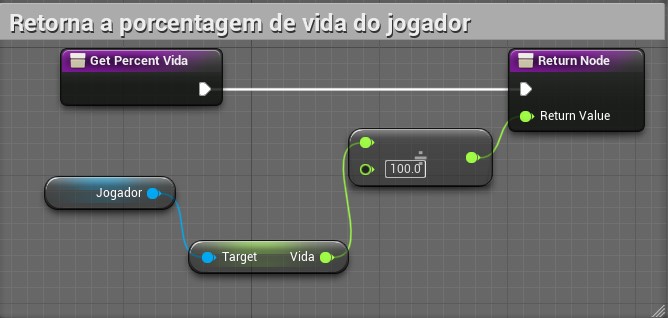 Retorna a porcentagem de vida do jogador
Get Percent Vida
Return Node
Return Value
÷
100.0
Jogador
Target Vida